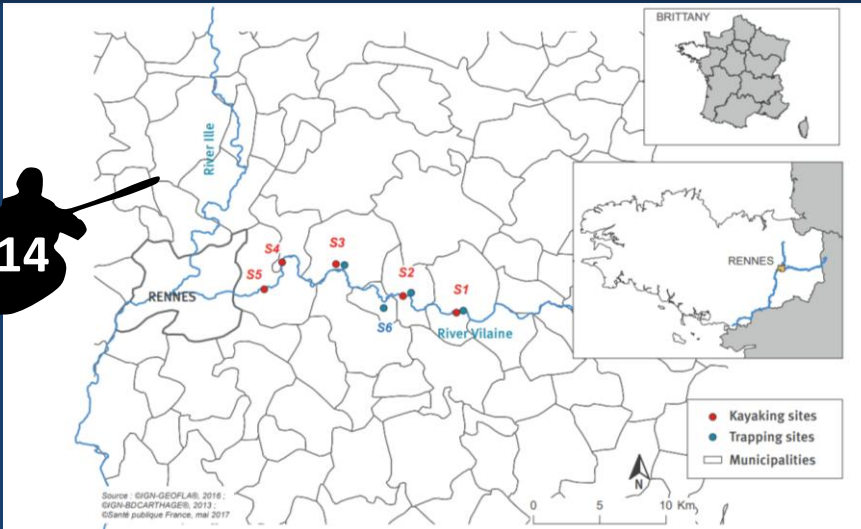 BRITTANY
River Ille
14
S4
S3
S5
S2
S1
RENNES
RENNES
S6
River Vilaine
Kayaking sites
Trapping sites
Municipalities
N
Source : ©IGN-GEOFLA®, 2016 ;
©IGN-BDCARTHAGE®, 2013 ;
©Santé publique France, mai 2017
0 5 10 Km